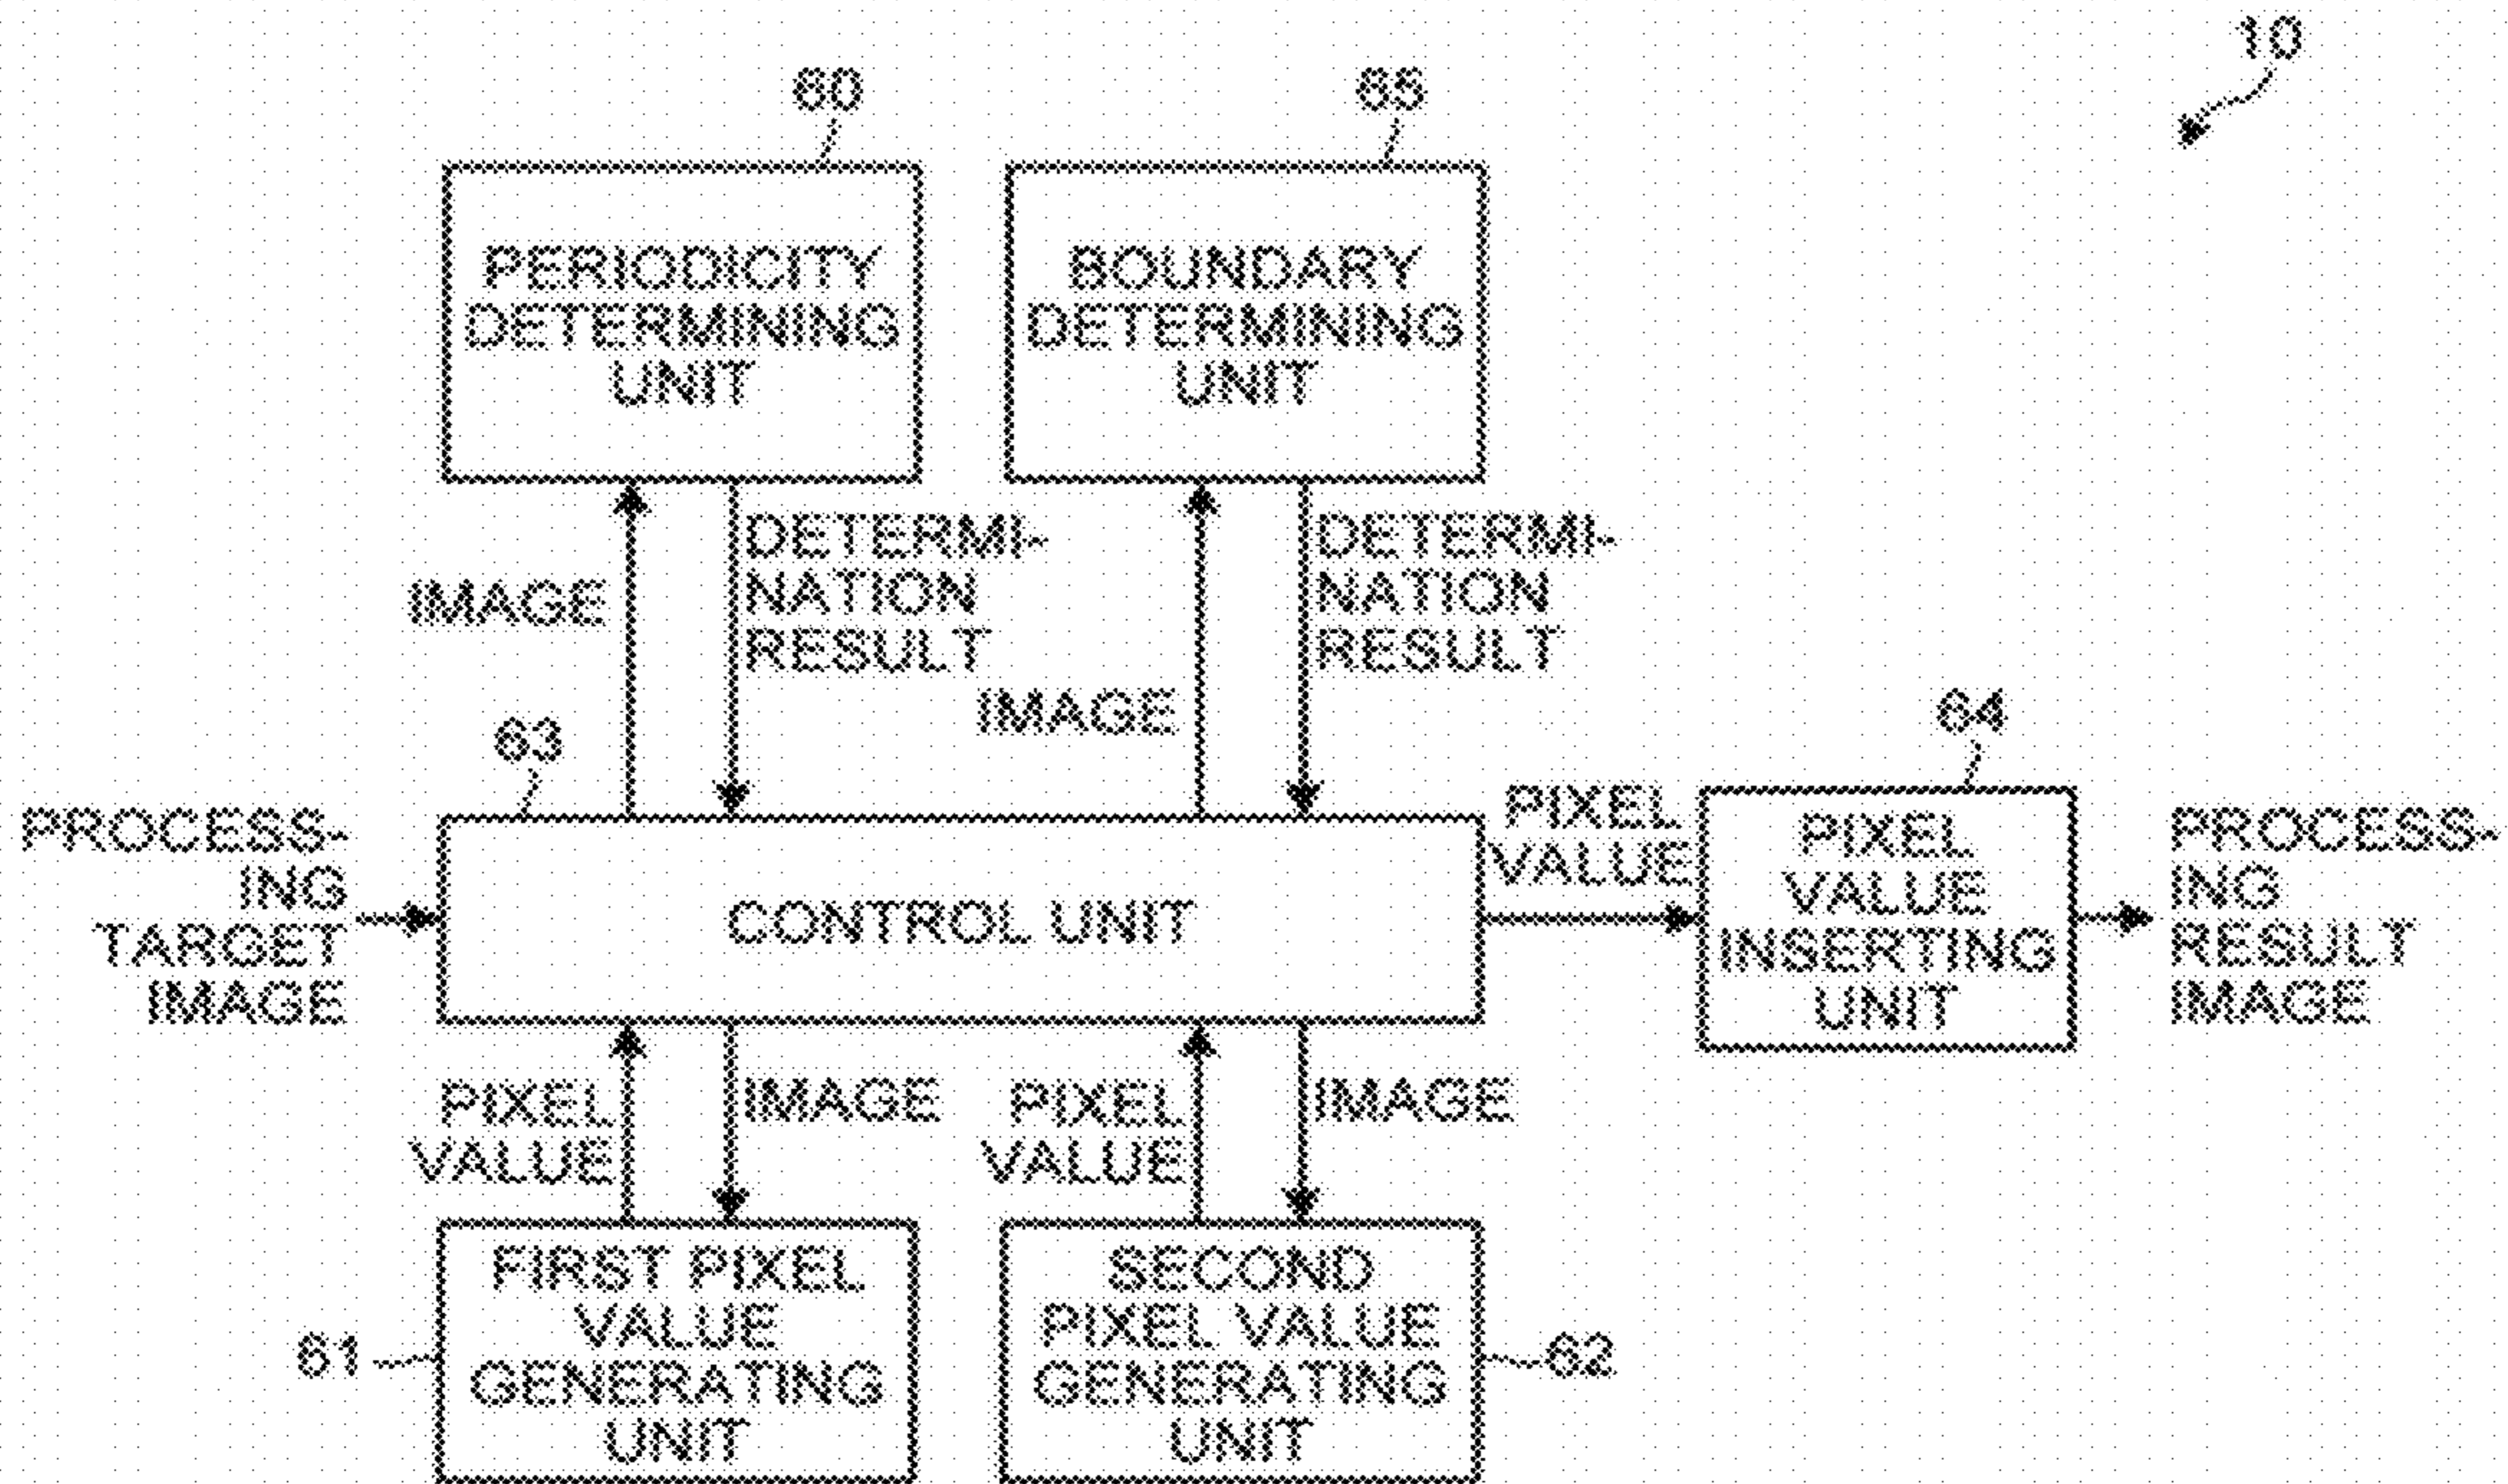 10
60
65
PERIODICITY
DETERMINING
UNIT
BOUNDARY
DETERMINING
UNIT
IMAGE
DETERMI-
NATION
RESULT
IMAGE
DETERMI-
NATION
RESULT
63
64
PROCESS-
ING
TARGET
IMAGE
CONTROL UNIT
PIXEL
VALUE
PIXEL
VALUE
INSERTING
UNIT
PROCESS-
ING
RESULT
IMAGE
PIXEL
VALUE
IMAGE
PIXEL
VALUE
IMAGE
61
FIRST PIXEL
VALUE
GENERATING
UNIT
SECOND
PIXEL VALUE
GENERATING
UNIT
62